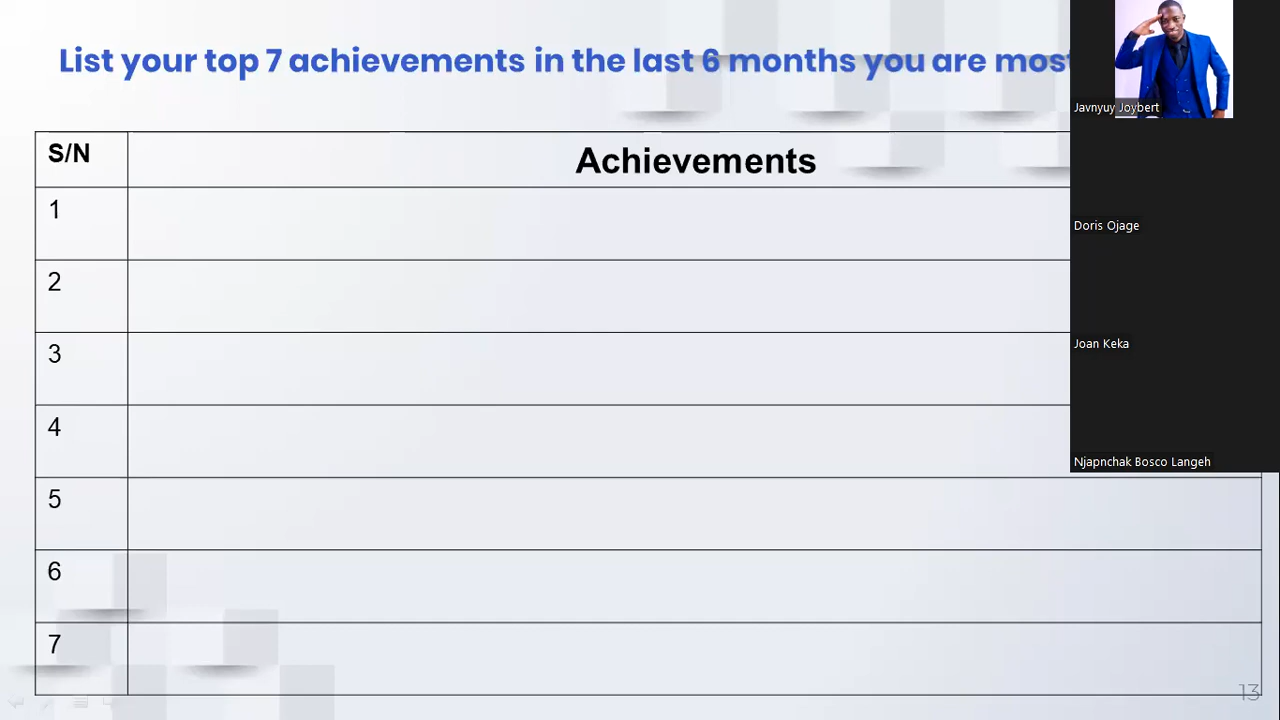 List your top 7 achievements in the last 6 months you are most
S/N
Achievements
1
2
3
4
5
6
7
13
Javnyuy Joybert
Doris Ojage
Joan Keka
Njapnchak Bosco Langeh